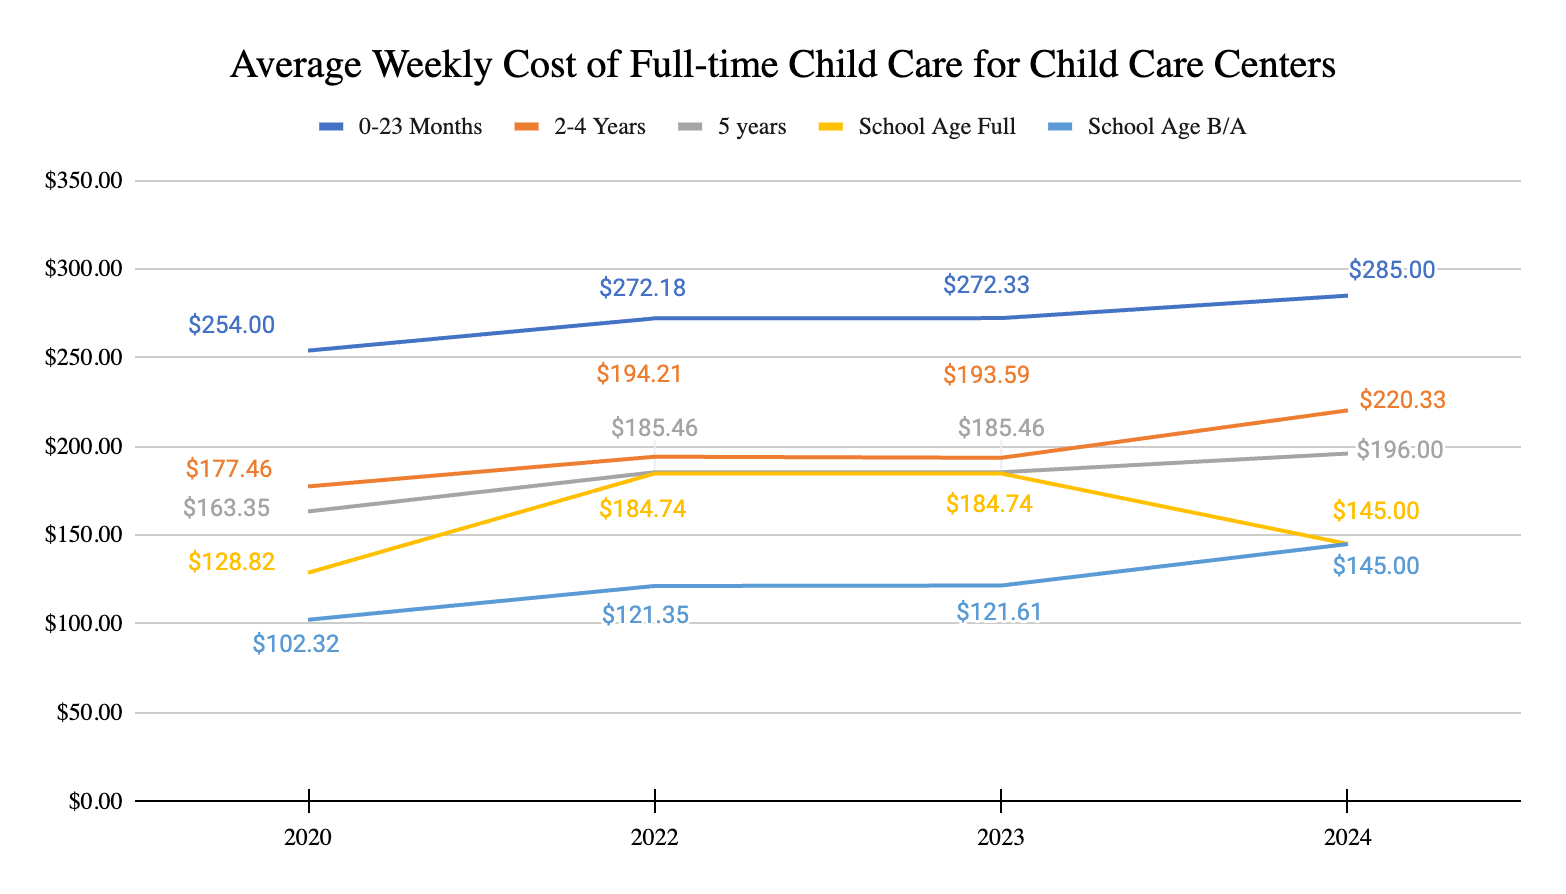 Average Weekly Cost of Full-time Child Care for Child Care Centers
0-23 Months 2-4 Years 5 years School Age Full School Age B/A
$350.00
$300.00
$250.00
$200.00
$150.00
$100.00
$50.00
$0.00
$254.00 $272.18 $272.33 $285.00
$177.46 $194.21 $193.59 $220.33
$163.35 $185.46 $185.46 $196.00
$128.82 $184.74 $184.74 $145.00
$102.32 $121.35 $121.61 $145.00
2020 2022 2023 2024